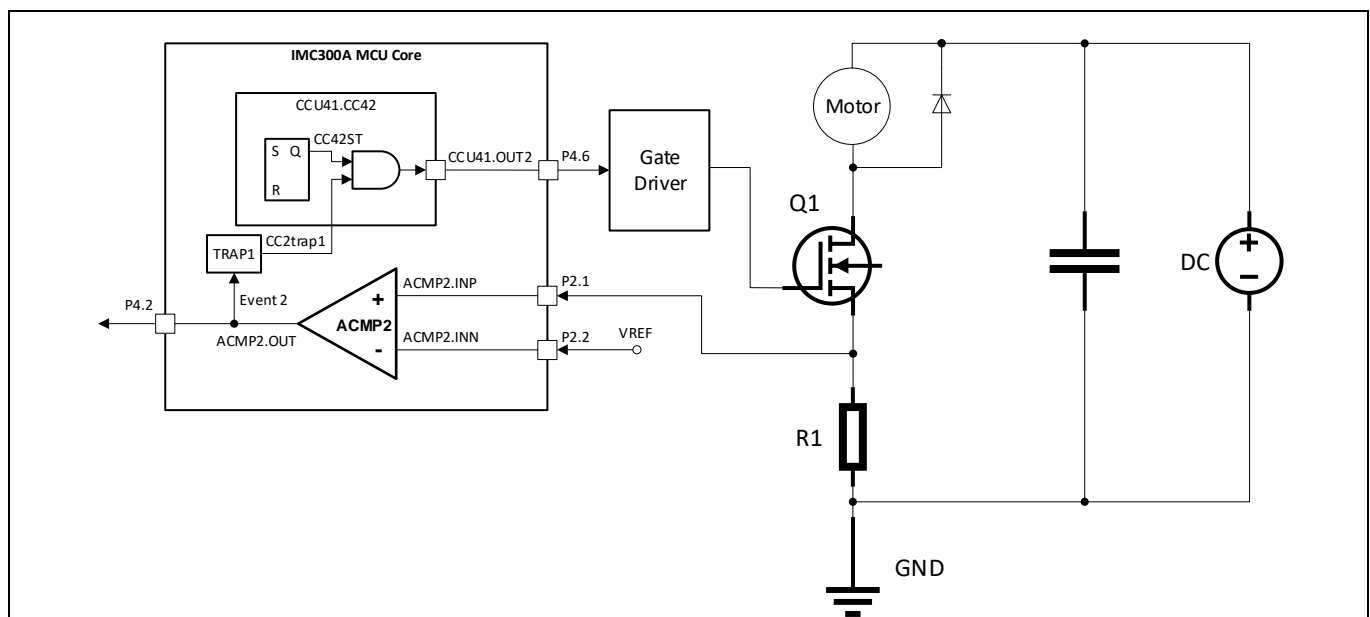 IMC300A MCU Core
CCU41.CC42
CC42ST
S Q
R
CCU41.OUT2
P4.6
Gate
Driver
Motor
Q1
TRAP1
CC2trap1
Event 2
P4.2
ACMP2.OUT
+
ACMP2
-
ACMP2.INP
P2.1
ACMP2.INN
P2.2
VREF
DC
+
-
R1
GND